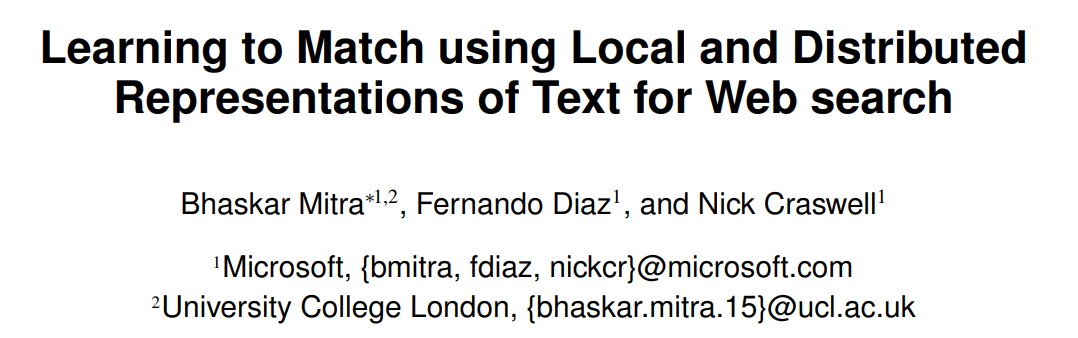 Learning to Match using Local and Distributed
Representations of Text for Web search
Bhaskar Mitra*1,2, Fernando Diaz1, and Nick Craswell1
1Microsoft, {bmitra, fdiaz, nickcr}@microsoft.com
2University College London, {bhaskar.mitra.15}@ucl.ac.uk